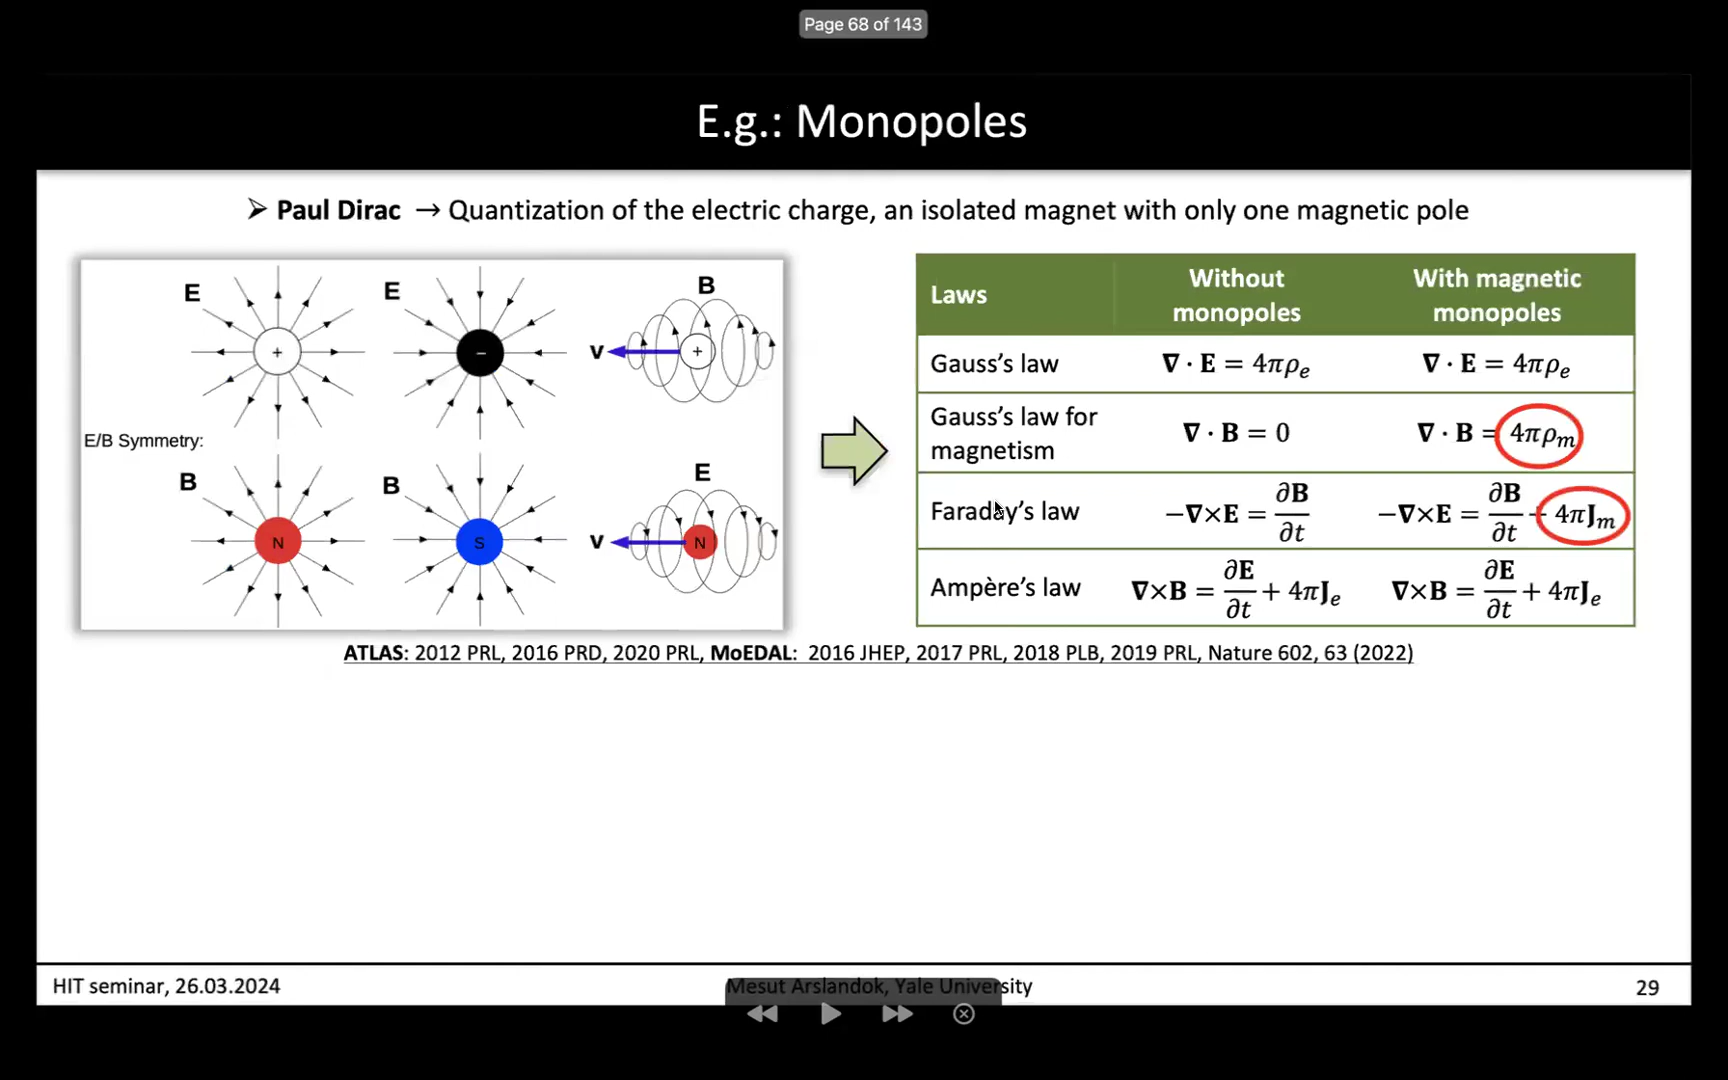 Page 68 of 143
E.g.: Monopoles
➢ Paul Dirac → Quantization of the electric charge, an isolated magnet with only one magnetic pole
E
+
E
−
B
v
+
E/B Symmetry:
B
N
B
S
E
v
N
Laws
Without monopoles
With magnetic monopoles
Gauss's law
∇ · E = 4πρₑ
∇ · E = 4πρₑ
Gauss's law for magnetism
∇ · B = 0
∇ · B = 4πρₘ
Faraday's law
−∇×E = ∂B/∂t
−∇×E = ∂B/∂t + 4πJₘ
Ampère's law
∇×B = ∂E/∂t + 4πJₑ
∇×B = ∂E/∂t + 4πJₑ
ATLAS: 2012 PRL, 2016 PRD, 2020 PRL, MoEDAL: 2016 JHEP, 2017 PRL, 2018 PLB, 2019 PRL, Nature 602, 63 (2022)
HIT seminar, 26.03.2024
Mesut Arslandok, Yale University
29